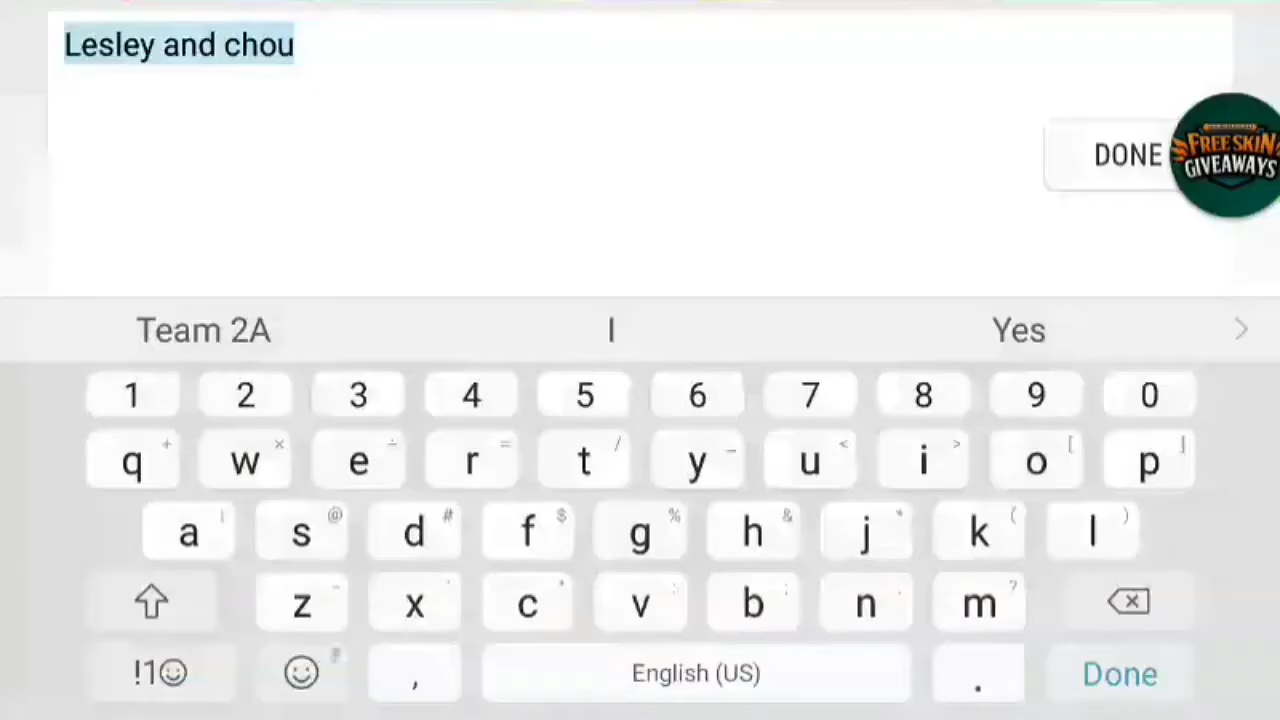 Lesley and chou
DONE
FREE SKIN
GIVEAWAYS
Team 2A I Yes
1 2 3 4 5 6 7 8 9 0
q + w × e ÷ r = t / y _ u < i > o [ p ]
a ! s @ d # f $ g % h & j * k ( l )
z - x ' c " v : b ; n , m ?
!1☺ , English (US) . Done